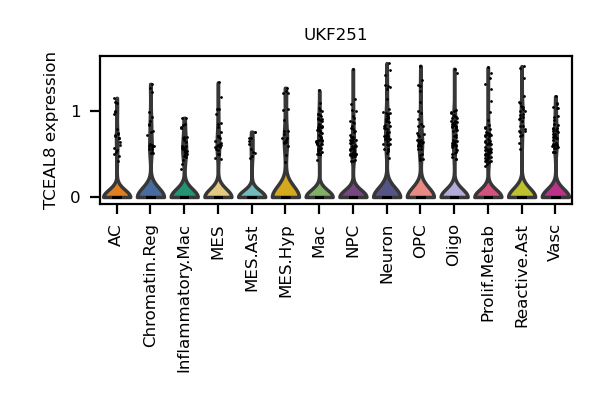 UKF251
TCEAL8 expression
1
0
AC
Chromatin.Reg
Inflammatory.Mac
MES
MES.Ast
MES.Hyp
Mac
NPC
Neuron
OPC
Oligo
Prolif.Metab
Reactive.Ast
Vasc